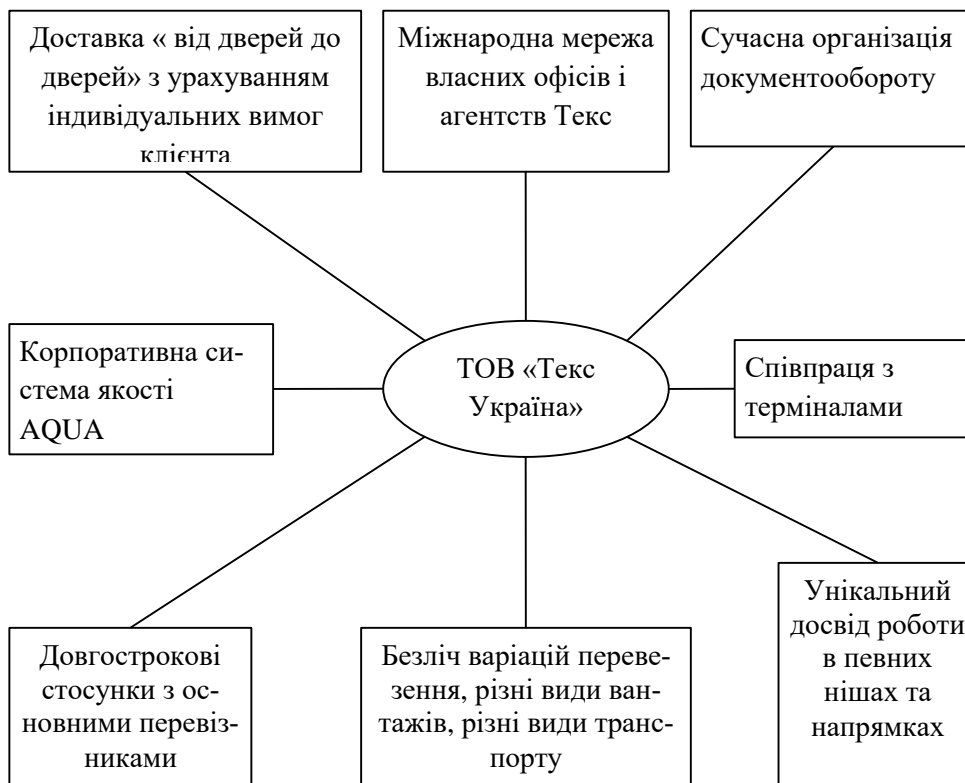 Доставка « від дверей до
дверей» з урахуванням
індивідуальних вимог
клієнта
Міжнародна мережа
власних офісів і
агентств Текс
Сучасна організація
документообороту
Корпоративна си-
стема якості
AQUA
ТОВ «Текс
Україна»
Співпраця з
терміналами
Довгострокові
стосунки з ос-
новними перевіз-
никами
Безліч варіацій переве-
зення, різні види ван-
тажів, різні види транс-
порту
Унікальний
досвід роботи
в певних
нішах та
напрямках